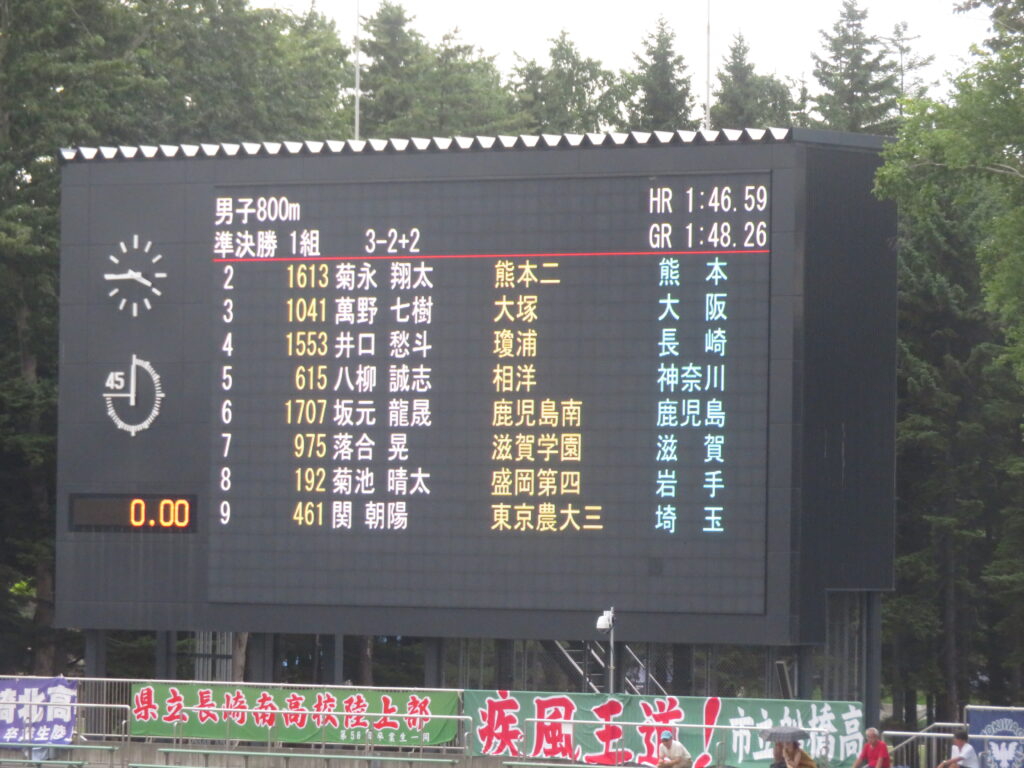 男子800m HR 1:46.59
準決勝 1組 3-2+2 GR 1:48.26
2 1613 菊永 翔太 熊本二 熊 本
3 1041 萬野 七樹 大塚 大 阪
4 1553 井口 愁斗 瓊浦 長 崎
5 615 八柳 誠志 相洋 神奈川
6 1707 坂元 龍晟 鹿児島南 鹿児島
7 975 落合 晃 滋賀学園 滋 賀
8 192 菊池 晴太 盛岡第四 岩 手
9 461 関 朝陽 東京農大三 埼 玉
45
0.00
崎北高
県立長崎南高校陸上部
疾風王道!
市立船橋高